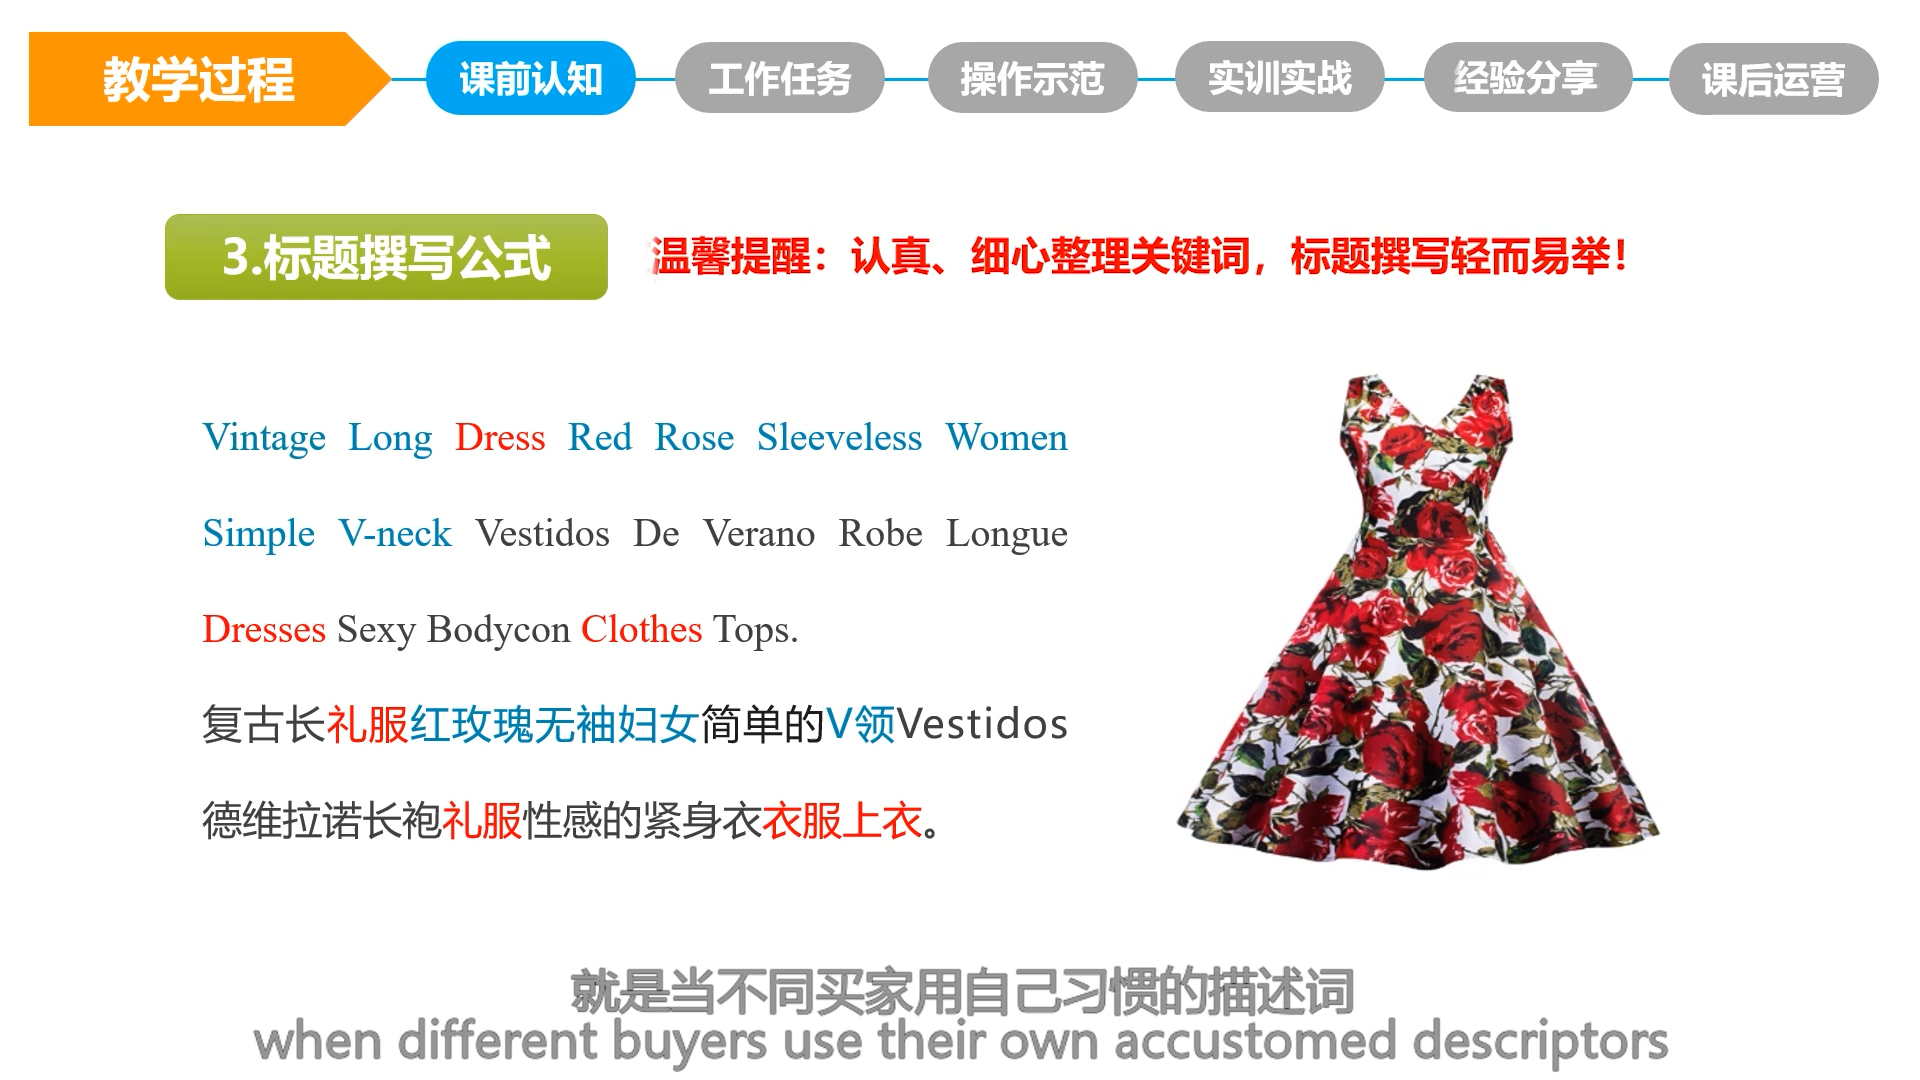 教学过程
课前认知
工作任务
操作示范
实训实战
经验分享
课后运营
3.标题撰写公式
温馨提醒：认真、细心整理关键词，标题撰写轻而易举！
Vintage Long Dress Red Rose Sleeveless Women
Simple V-neck Vestidos De Verano Robe Longue
Dresses Sexy Bodycon Clothes Tops.
复古长礼服红玫瑰无袖妇女简单的V领Vestidos
德维拉诺长袍礼服性感的紧身衣衣服上衣。
就是当不同买家用自己习惯的描述词
when different buyers use their own accustomed descriptors